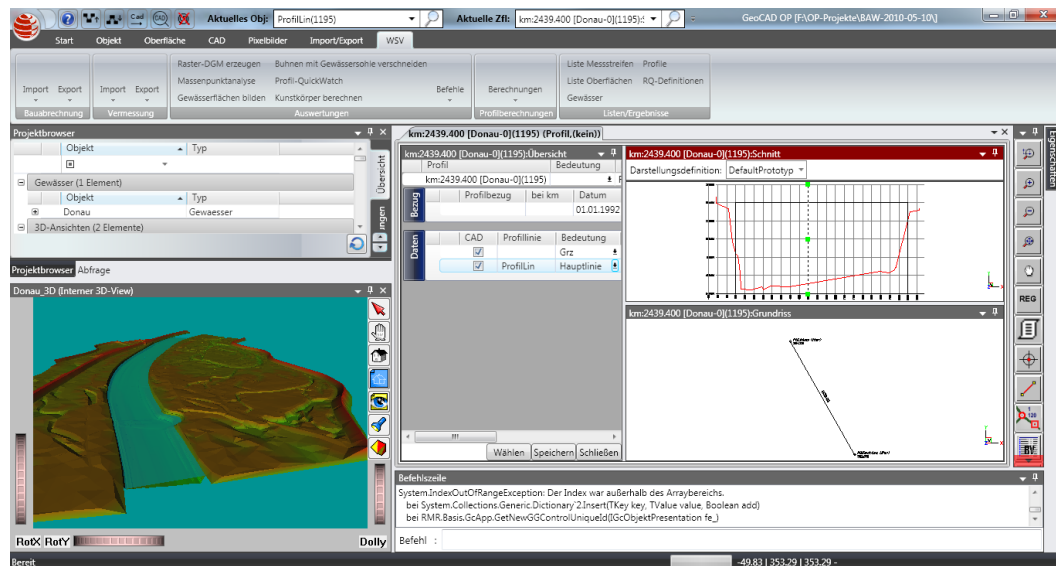 Aktuelles Obj: ProfilLin(1195) Aktuelle Zfl: km:2439.400 [Donau-0](1195): GeoCAD OP [F:\OP-Projekte\BAW-2010-05-10\]
Start Objekt Oberfläche CAD Pixelbilder Import/Export WSV
Raster-DGM erzeugen Buhnen mit Gewässersohle verschneiden
Massenpunktanalyse Profil-QuickWatch
Gewässerflächen bilden Kunstkörper berechnen
Import Export Import Export Befehle Berechnungen
Liste Messstreifen Profile
Liste Oberflächen RQ-Definitionen
Gewässer
Bauabrechnung Vermessung Auswertungen Profilberechnungen Listen/Ergebnisse
Projektbrowser
Objekt Typ
Gewässer (1 Element)
Objekt Typ
Donau Gewaesser
3D-Ansichten (2 Elemente)
Übersicht
ungen
Projektbrowser Abfrage
Donau_3D (Interner 3D-View)
RotX RotY Dolly
km:2439.400 [Donau-0](1195) (Profil,(kein))
km:2439.400 [Donau-0](1195):Übersicht
Profil Bedeutung
km:2439.400 [Donau-0](1195) F
Bezug
Profilbezug bei km Datum
01.01.1992
Daten
CAD Profillinie Bedeutung
Grz
ProfilLin Hauptlinie
Wählen Speichern Schließen
km:2439.400 [Donau-0](1195):Schnitt
Darstellungsdefinition: DefaultPrototyp
km:2439.400 [Donau-0](1195):Grundriss
Eigenschaften
REG
1 120
BV
Befehlszeile
System.IndexOutOfRangeException: Der Index war außerhalb des Arraybereichs.
bei System.Collections.Generic.Dictionary`2.Insert(TKey key, TValue value, Boolean add)
bei RMR.Basis.GcApp.GetNewGGControlUniqueId(IGcObjektPresentation fe_)
Befehl :
Bereit -49.83 | 353.29 | 353.29 -